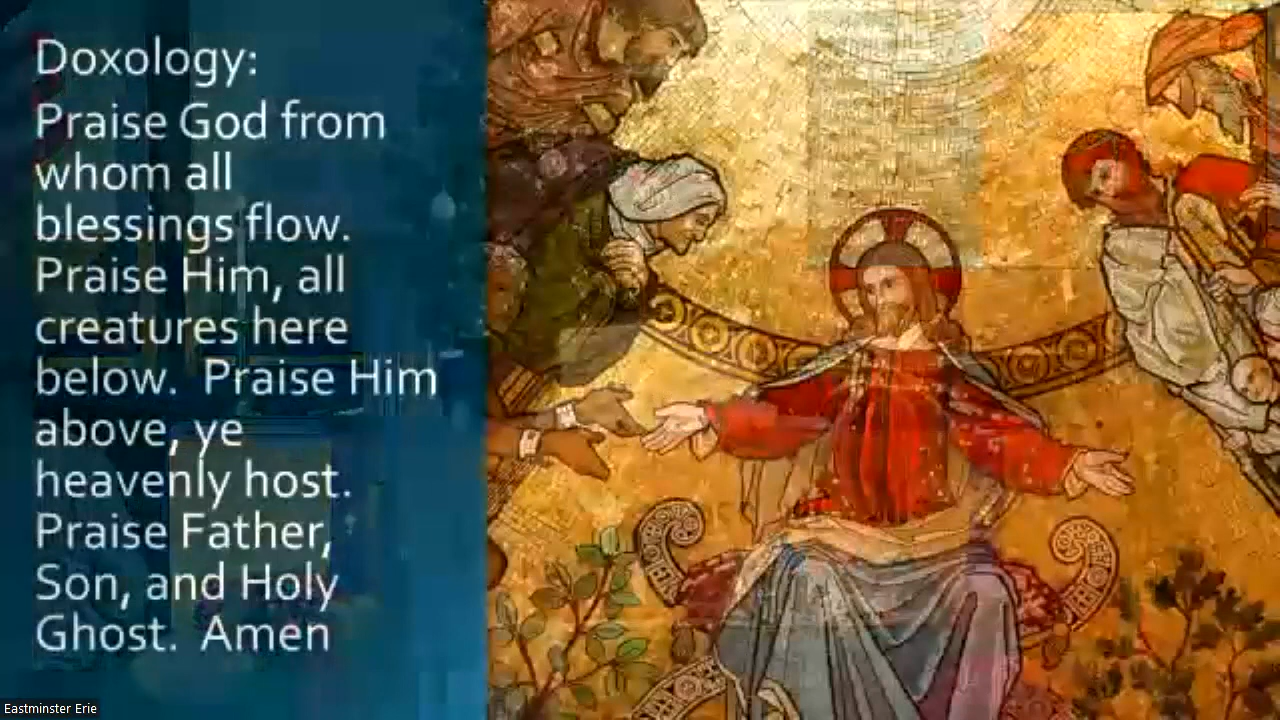 Doxology:
Praise God from
whom all
blessings flow.
Praise Him, all
creatures here
below.  Praise Him
above, ye
heavenly host.
Praise Father,
Son, and Holy
Ghost.  Amen
Eastminster Erie